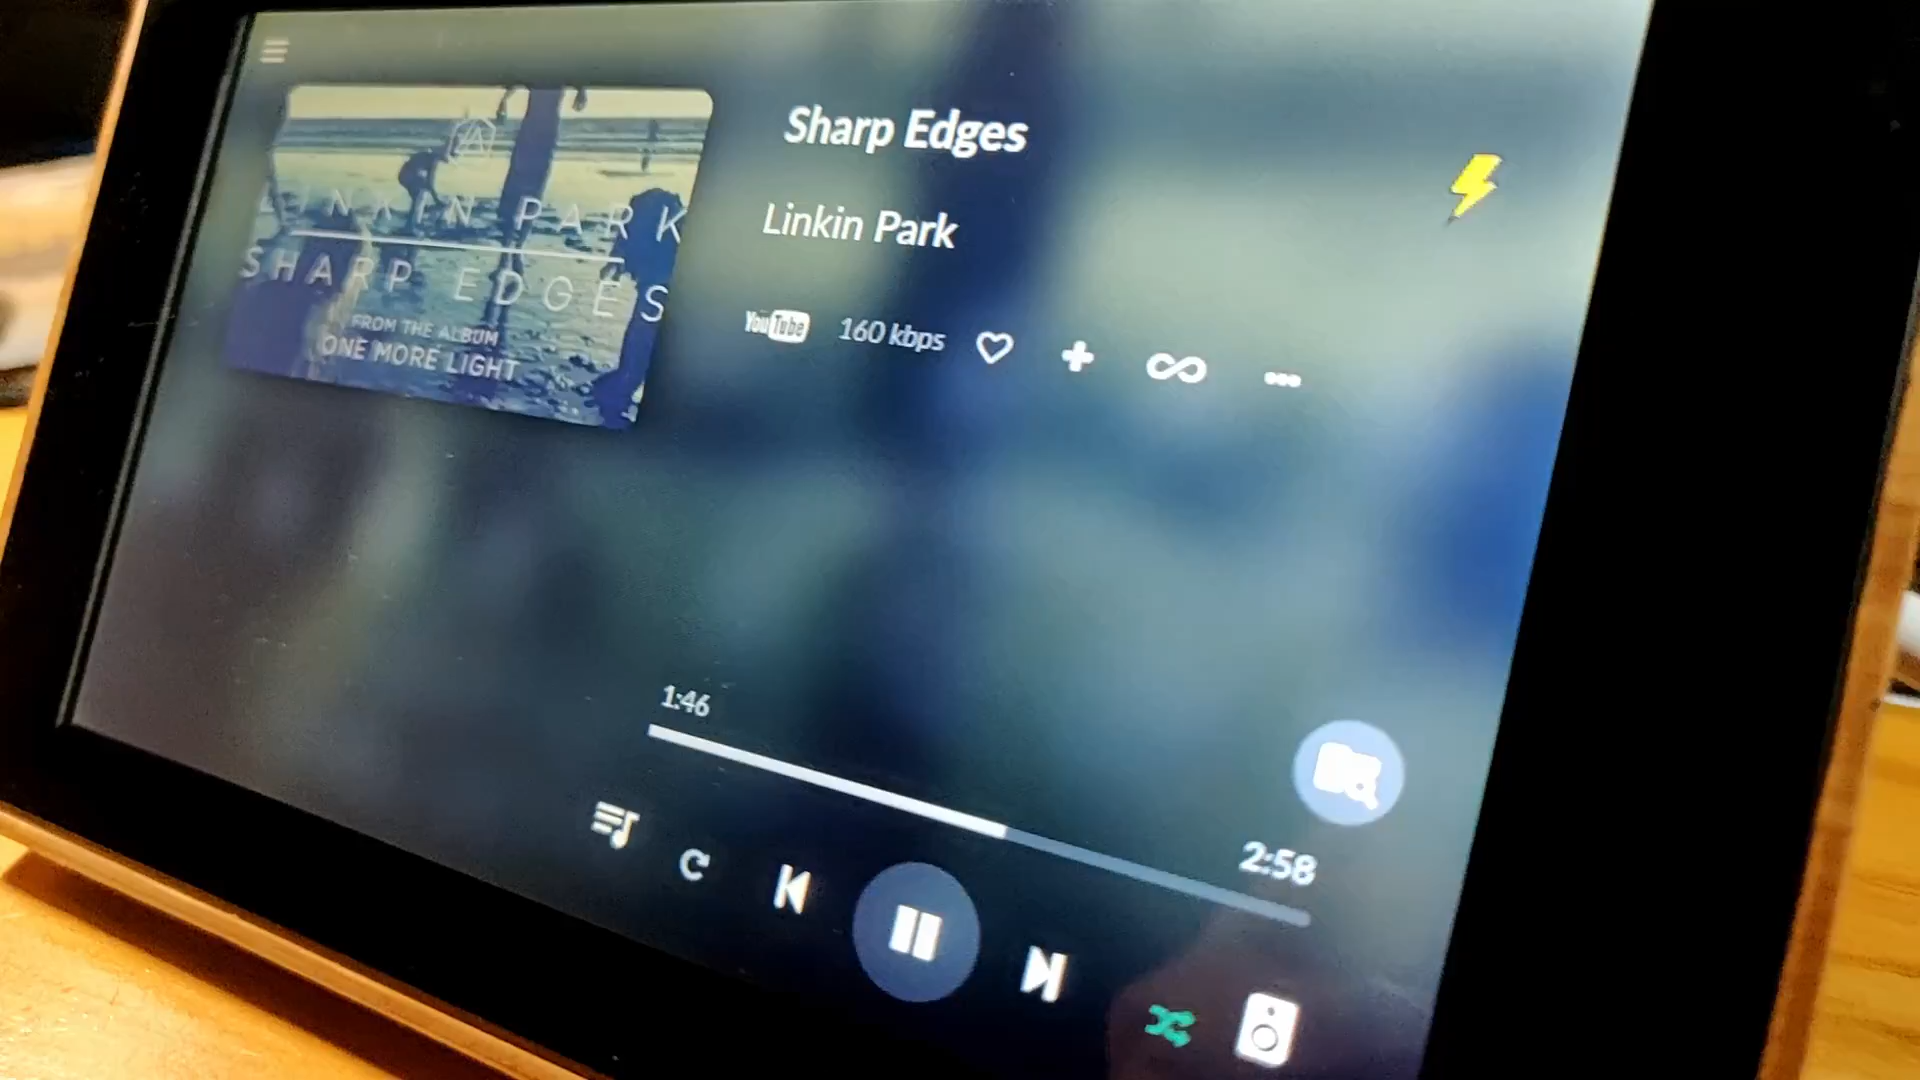 LINKIN PARK
SHARP EDGES
FROM THE ALBUM
ONE MORE LIGHT
Sharp Edges
Linkin Park
YouTube 160 kbps
1:46
2:58